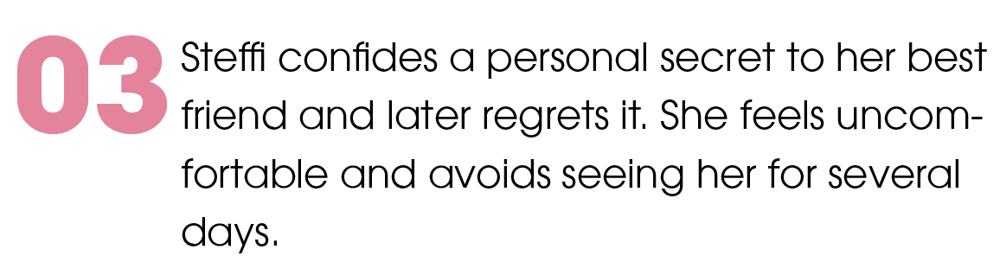 03 Steffi confides a personal secret to her best
friend and later regrets it. She feels uncom-
fortable and avoids seeing her for several
days.